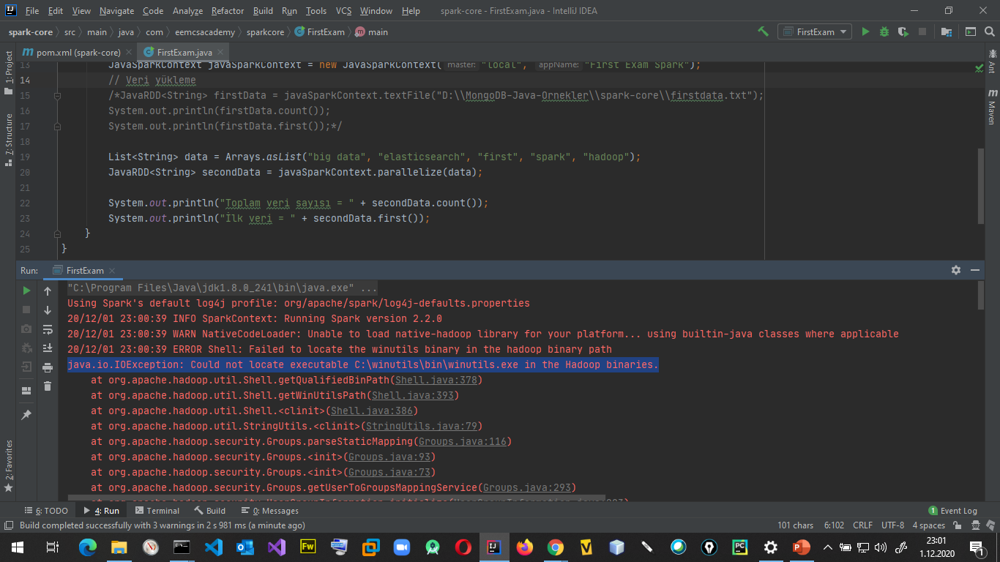 File Edit View Navigate Code Analyze Refactor Build Run Tools VCS Window Help spark-core - FirstExam.java - IntelliJ IDEA
spark-core src main java com eemcsacademy sparkcore FirstExam main FirstExam
1: Project
7: Structure
2: Favorites
Ant
Maven
pom.xml (spark-core) FirstExam.java
13 JavaSparkContext javaSparkContext = new JavaSparkContext( master: "local", appName: "First Exam Spark");
14 // Veri yükleme
15 /*JavaRDD<String> firstData = javaSparkContext.textFile("D:\\MongoDB-Java-Ornekler\\spark-core\\firstdata.txt");
16 System.out.println(firstData.count());
17 System.out.println(firstData.first());*/
18
19 List<String> data = Arrays.asList("big data", "elasticsearch", "first", "spark", "hadoop");
20 JavaRDD<String> secondData = javaSparkContext.parallelize(data);
21
22 System.out.println("Toplam veri sayısı = " + secondData.count());
23 System.out.println("İlk veri = " + secondData.first());
24 }
25 }
Run: FirstExam
"C:\Program Files\Java\jdk1.8.0_241\bin\java.exe" ...
Using Spark's default log4j profile: org/apache/spark/log4j-defaults.properties
20/12/01 23:00:39 INFO SparkContext: Running Spark version 2.2.0
20/12/01 23:00:39 WARN NativeCodeLoader: Unable to load native-hadoop library for your platform... using builtin-java classes where applicable
20/12/01 23:00:39 ERROR Shell: Failed to locate the winutils binary in the hadoop binary path
java.io.IOException: Could not locate executable C:\winutils\bin\winutils.exe in the Hadoop binaries.
at org.apache.hadoop.util.Shell.getQualifiedBinPath(Shell.java:378)
at org.apache.hadoop.util.Shell.getWinUtilsPath(Shell.java:393)
at org.apache.hadoop.util.Shell.<clinit>(Shell.java:386)
at org.apache.hadoop.util.StringUtils.<clinit>(StringUtils.java:79)
at org.apache.hadoop.security.Groups.parseStaticMapping(Groups.java:116)
at org.apache.hadoop.security.Groups.<init>(Groups.java:93)
at org.apache.hadoop.security.Groups.<init>(Groups.java:73)
at org.apache.hadoop.security.Groups.getUserToGroupsMappingService(Groups.java:293)
6: TODO 4: Run Terminal Build 0: Messages 1 Event Log
Build completed successfully with 3 warnings in 2 s 981 ms (a minute ago) 101 chars 6:102 CRLF UTF-8 4 spaces
23:01
1.12.2020